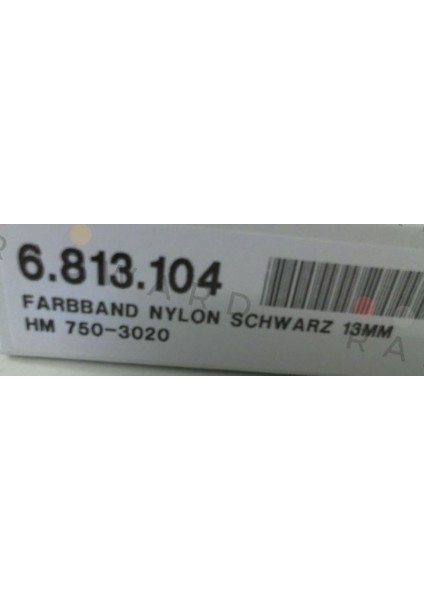 6.813.104
FARBBAND NYLON SCHWARZ 13MM
HM 750-3020